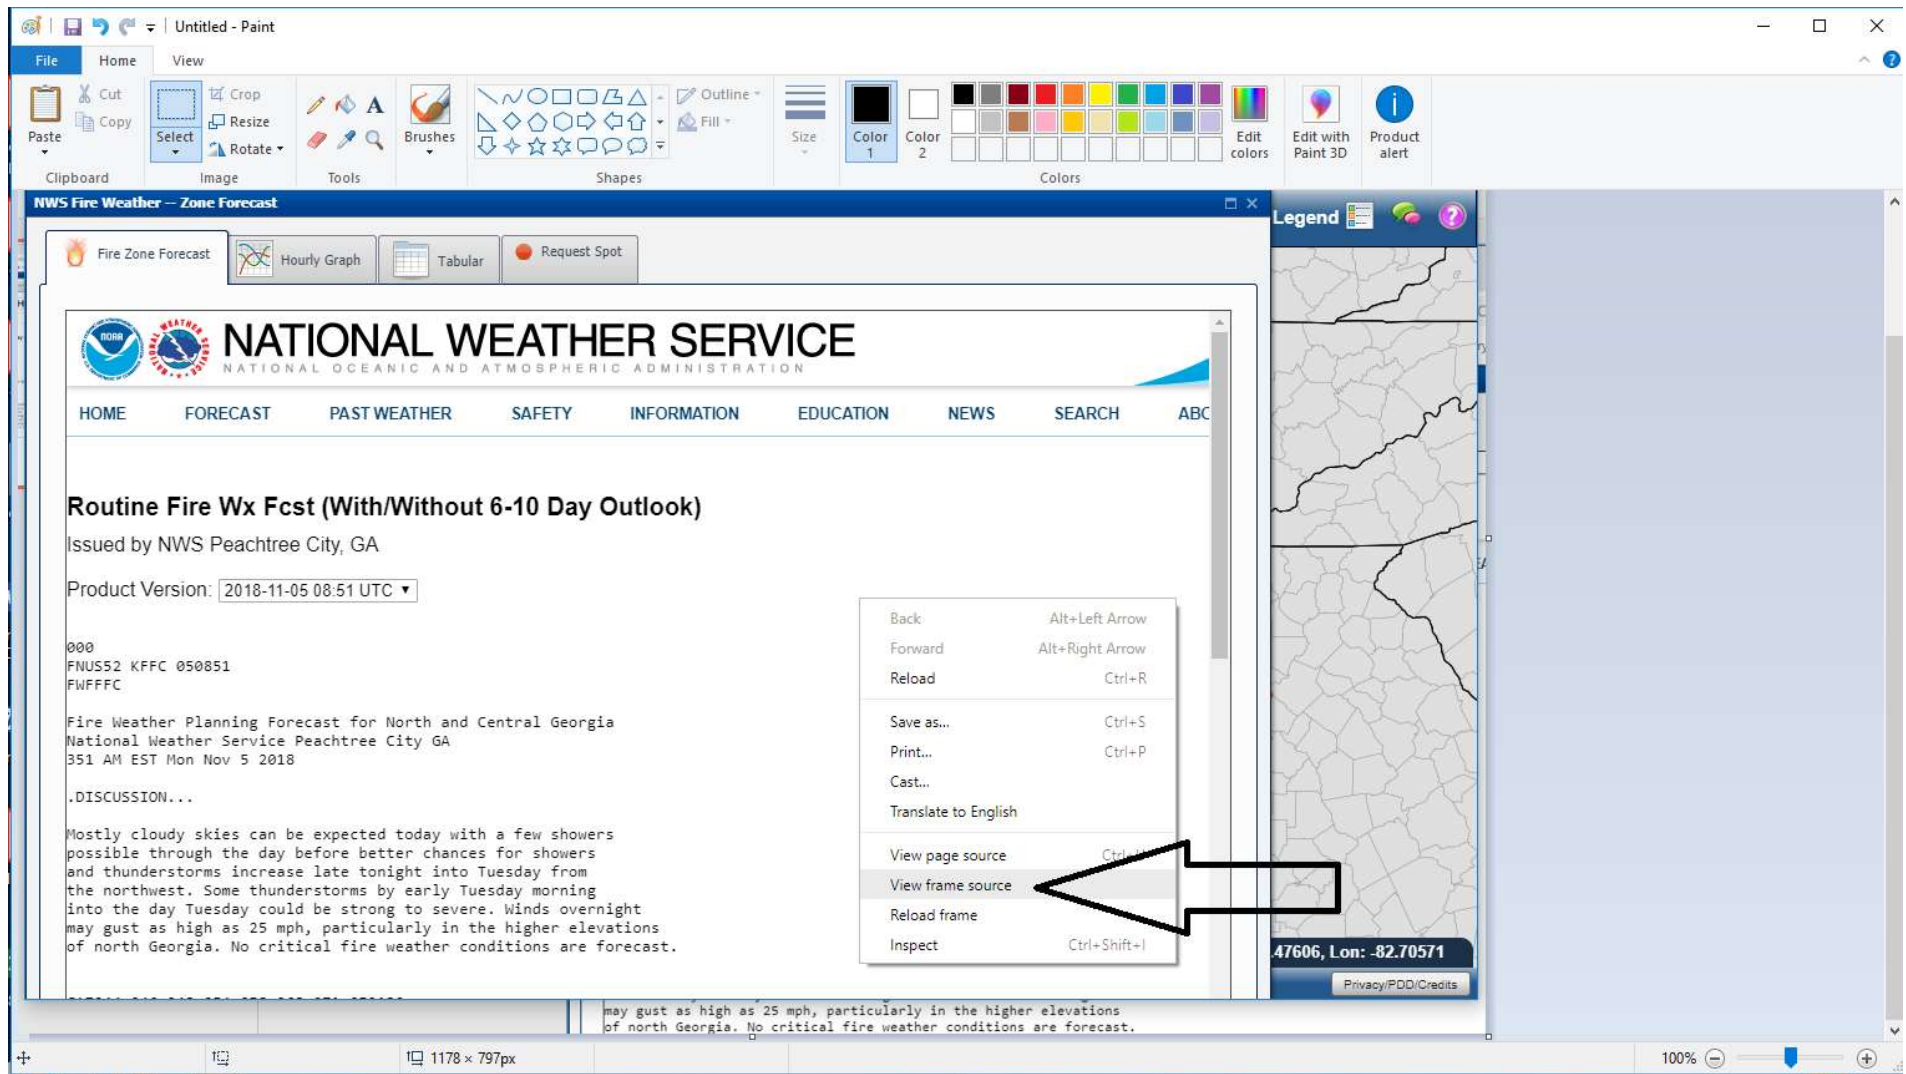 Untitled - Paint
File Home View
Paste
Cut
Copy
Clipboard
Select
Crop
Resize
Rotate
Image
A
Tools
Brushes
Shapes
Outline
Fill
Size
Color 1
Color 2
Colors
Edit colors
Edit with Paint 3D
Product alert
NWS Fire Weather -- Zone Forecast
Legend
Fire Zone Forecast Hourly Graph Tabular Request Spot
NOAA
NATIONAL WEATHER SERVICE
NATIONAL OCEANIC AND ATMOSPHERIC ADMINISTRATION
HOME FORECAST PAST WEATHER SAFETY INFORMATION EDUCATION NEWS SEARCH ABO
Routine Fire Wx Fcst (With/Without 6-10 Day Outlook)
Issued by NWS Peachtree City, GA
Product Version: 2018-11-05 08:51 UTC
000
FNUS52 KFFC 050851
FWFFFC
Fire Weather Planning Forecast for North and Central Georgia
National Weather Service Peachtree City GA
351 AM EST Mon Nov 5 2018
.DISCUSSION...
Mostly cloudy skies can be expected today with a few showers
possible through the day before better chances for showers
and thunderstorms increase late tonight into Tuesday from
the northwest. Some thunderstorms by early Tuesday morning
into the day Tuesday could be strong to severe. Winds overnight
may gust as high as 25 mph, particularly in the higher elevations
of north Georgia. No critical fire weather conditions are forecast.
Back Alt+Left Arrow
Forward Alt+Right Arrow
Reload Ctrl+R
Save as... Ctrl+S
Print... Ctrl+P
Cast...
Translate to English
View page source
View frame source
Reload frame
Inspect Ctrl+Shift+I
.47606, Lon: -82.70571
Privacy/PDD/Credits
may gust as high as 25 mph, particularly in the higher elevations
of north Georgia. No critical fire weather conditions are forecast.
1178 × 797px
100%